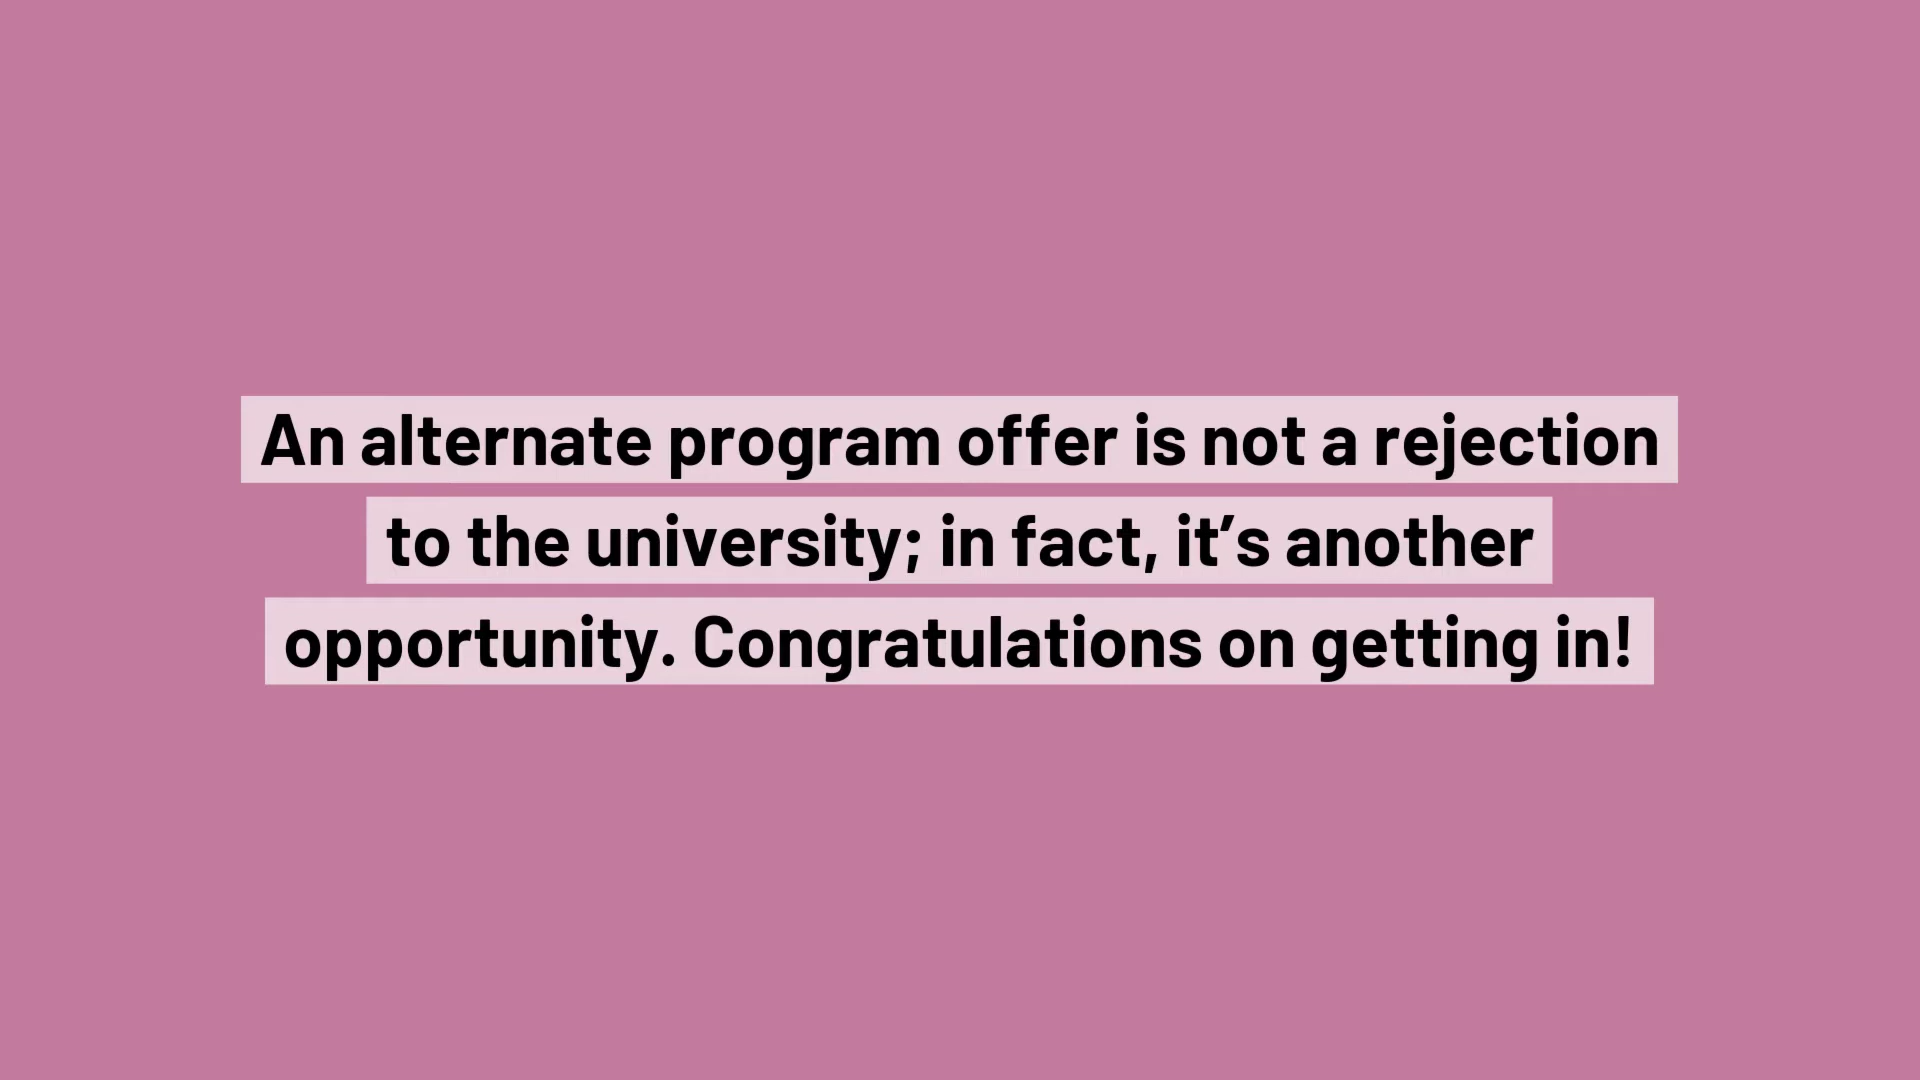 An alternate program offer is not a rejection
to the university; in fact, it’s another
opportunity. Congratulations on getting in!